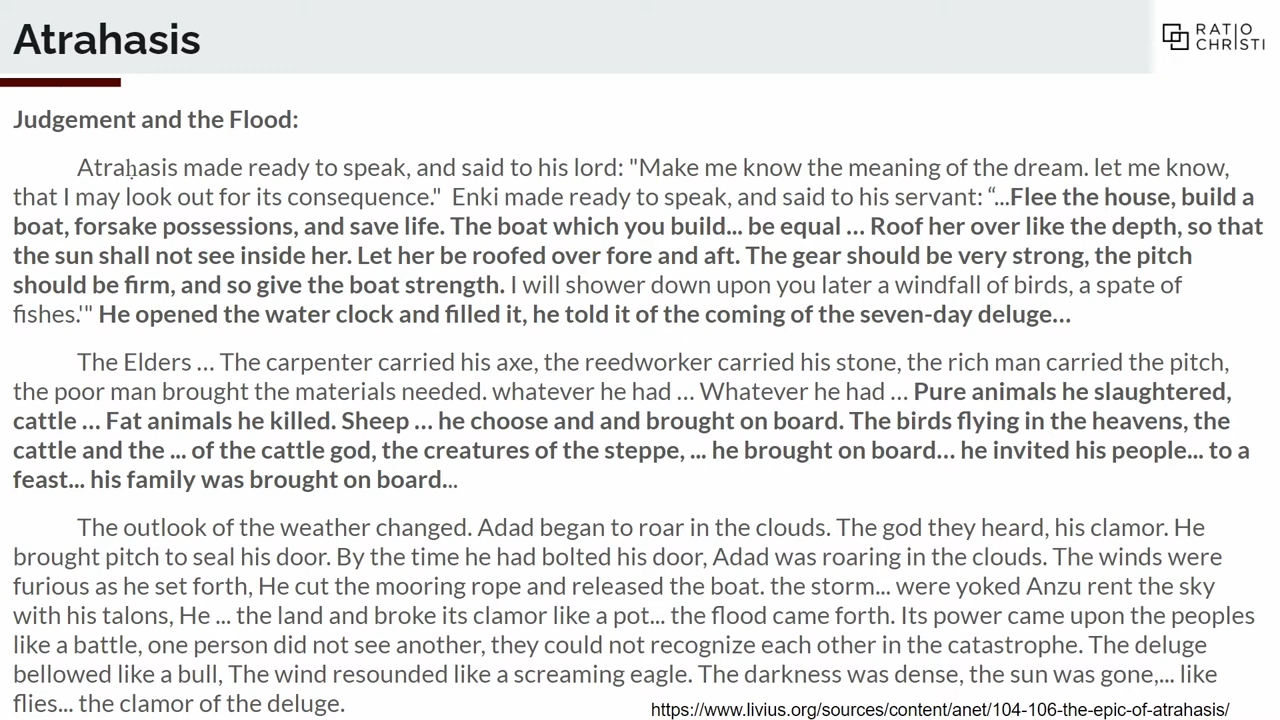 Atrahasis
RATIO
CHRISTI
Judgement and the Flood:
Atraḥasis made ready to speak, and said to his lord: "Make me know the meaning of the dream. let me know,
that I may look out for its consequence." Enki made ready to speak, and said to his servant: “...Flee the house, build a
boat, forsake possessions, and save life. The boat which you build... be equal ... Roof her over like the depth, so that
the sun shall not see inside her. Let her be roofed over fore and aft. The gear should be very strong, the pitch
should be firm, and so give the boat strength. I will shower down upon you later a windfall of birds, a spate of
fishes.'" He opened the water clock and filled it, he told it of the coming of the seven-day deluge...
The Elders ... The carpenter carried his axe, the reedworker carried his stone, the rich man carried the pitch,
the poor man brought the materials needed. whatever he had ... Whatever he had ... Pure animals he slaughtered,
cattle ... Fat animals he killed. Sheep ... he choose and and brought on board. The birds flying in the heavens, the
cattle and the ... of the cattle god, the creatures of the steppe, ... he brought on board... he invited his people... to a
feast... his family was brought on board...
The outlook of the weather changed. Adad began to roar in the clouds. The god they heard, his clamor. He
brought pitch to seal his door. By the time he had bolted his door, Adad was roaring in the clouds. The winds were
furious as he set forth, He cut the mooring rope and released the boat. the storm... were yoked Anzu rent the sky
with his talons, He ... the land and broke its clamor like a pot... the flood came forth. Its power came upon the peoples
like a battle, one person did not see another, they could not recognize each other in the catastrophe. The deluge
bellowed like a bull, The wind resounded like a screaming eagle. The darkness was dense, the sun was gone,... like
flies... the clamor of the deluge.
https://www.livius.org/sources/content/anet/104-106-the-epic-of-atrahasis/